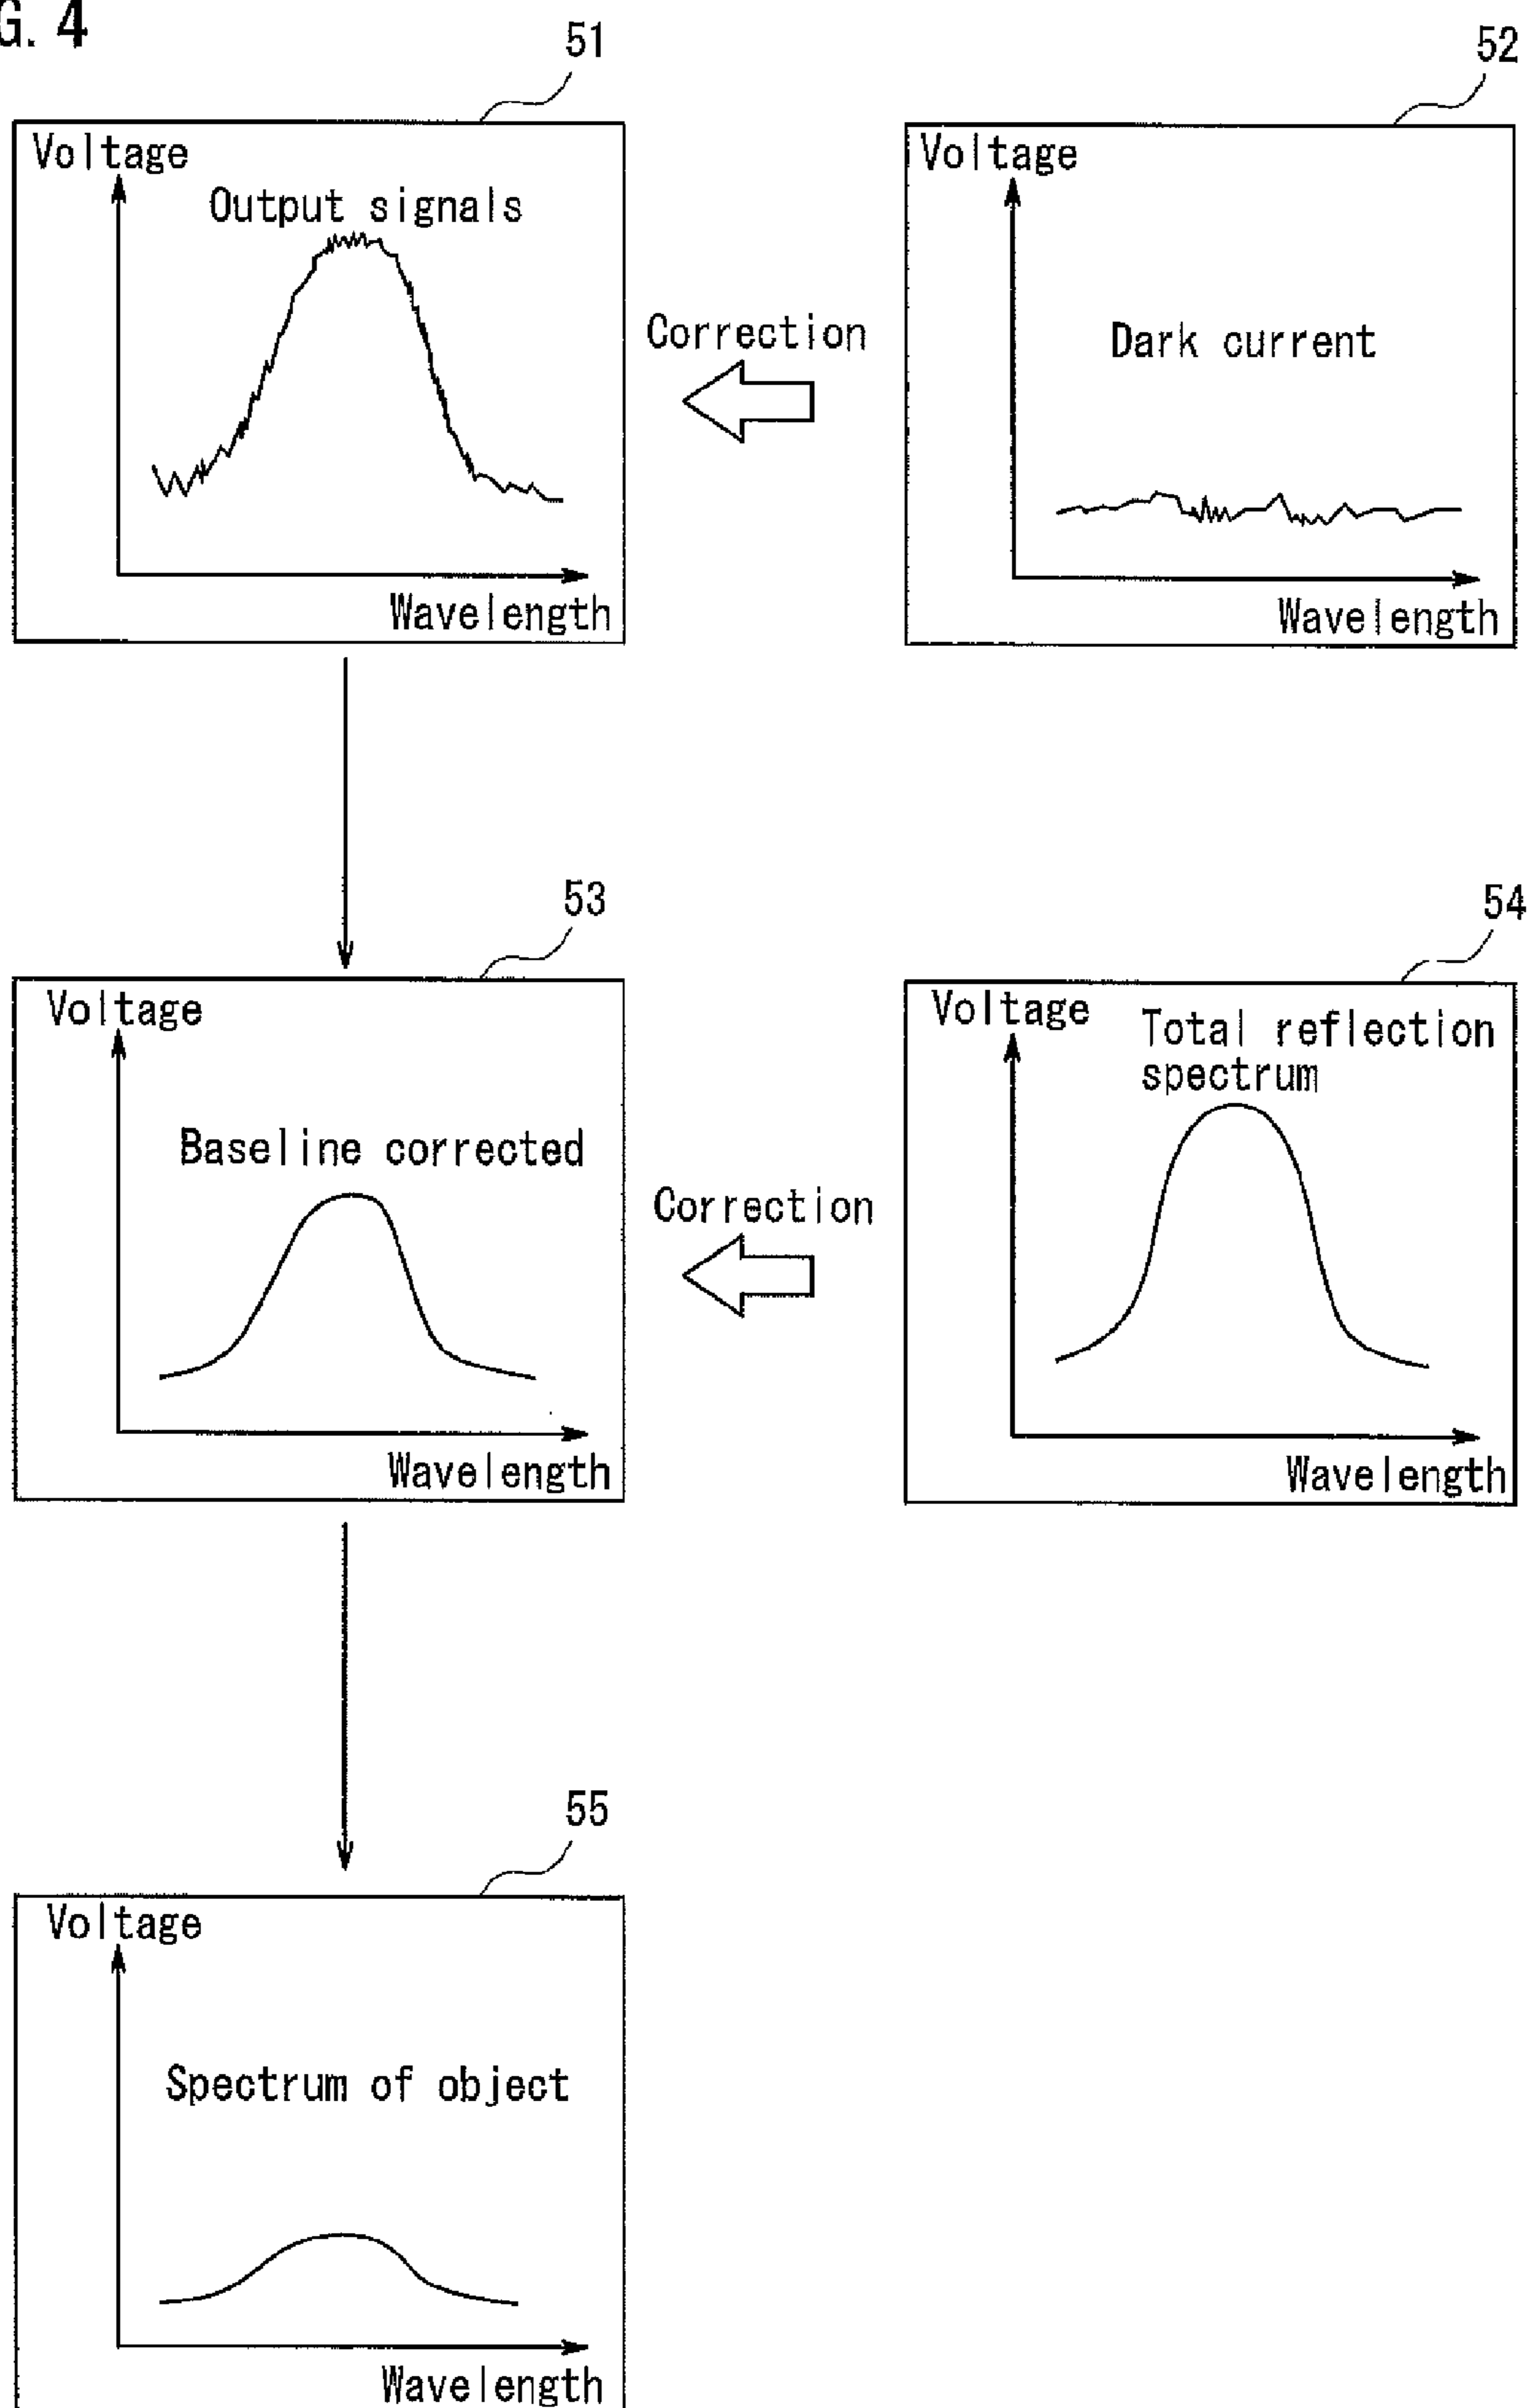 G. 4
51
52
Voltage
Output signals
Wavelength
Correction
Voltage
Dark current
Wavelength
53
54
Voltage
Baseline corrected
Wavelength
Correction
Voltage
Total reflection
spectrum
Wavelength
55
Voltage
Spectrum of object
Wavelength